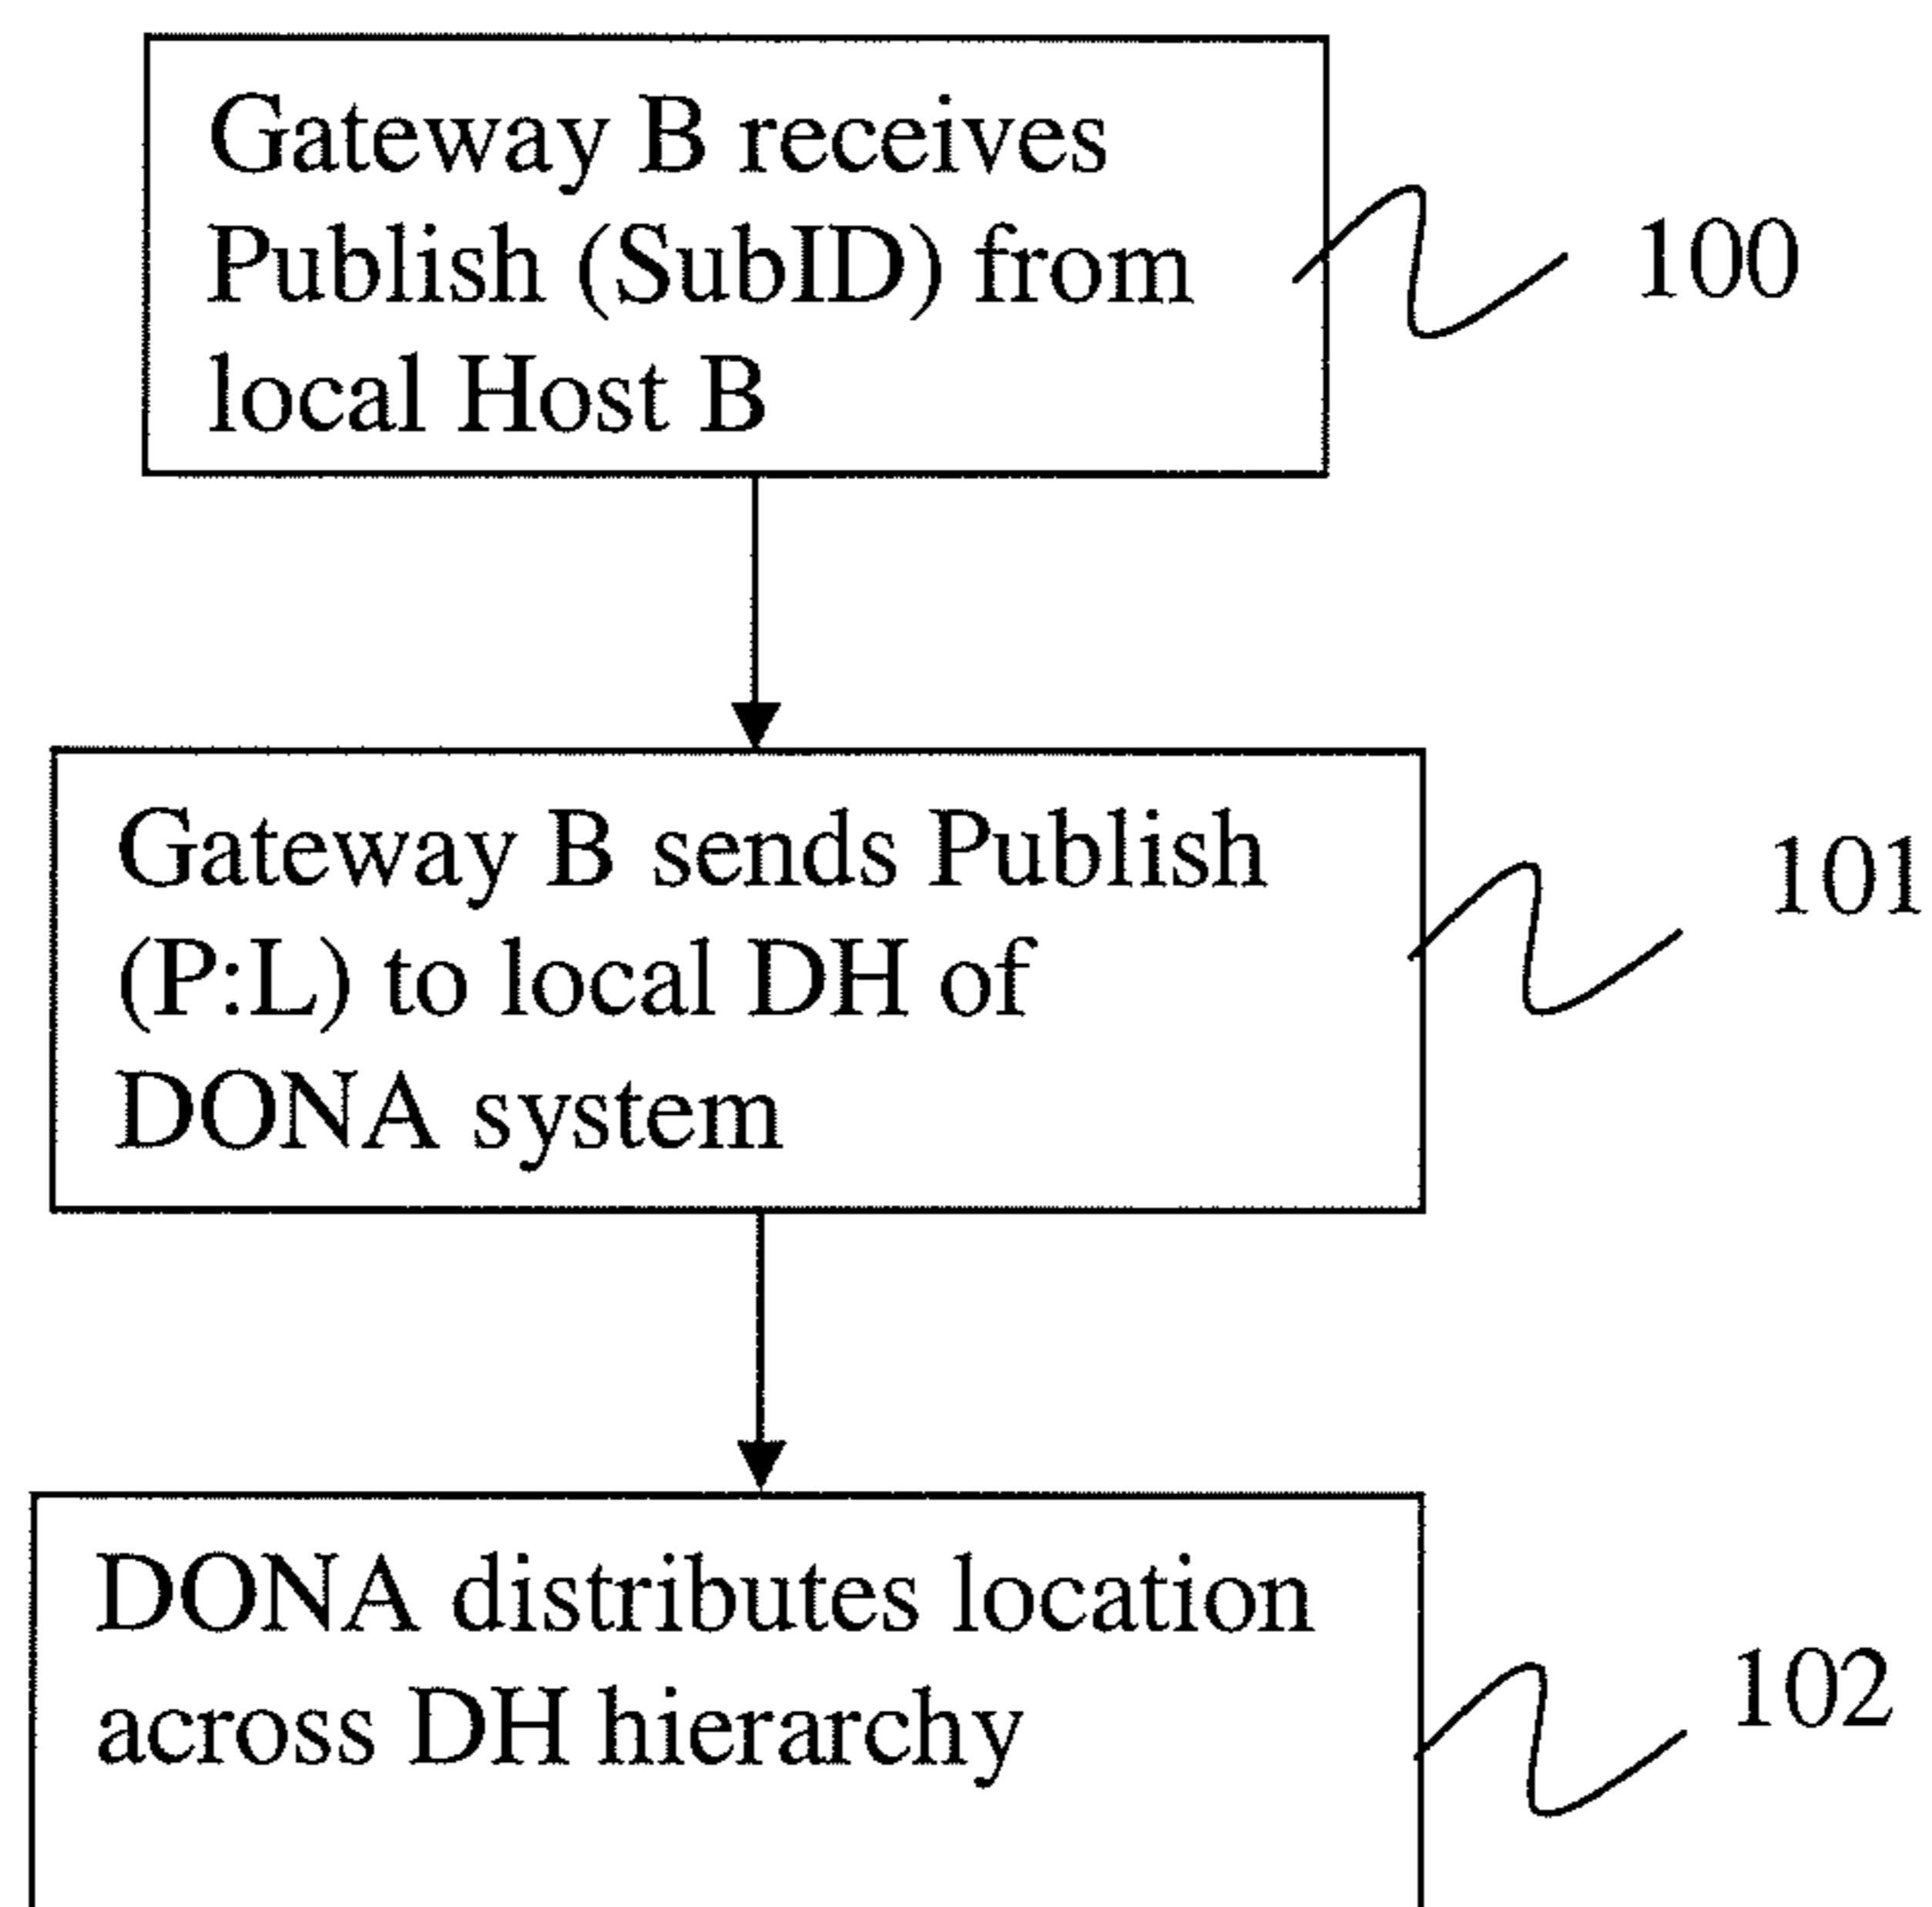 Gateway B receives
Publish (SubID) from
local Host B
100
Gateway B sends Publish
(P:L) to local DH of
DONA system
101
DONA distributes location
across DH hierarchy
102